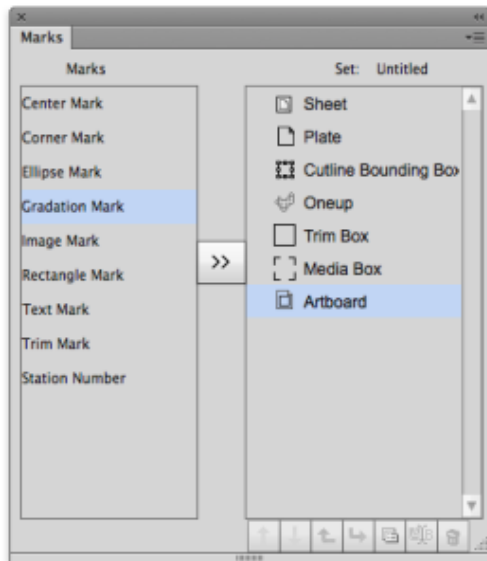 Marks
Marks
Set: Untitled
Center Mark
Corner Mark
Ellipse Mark
Gradation Mark
Image Mark
Rectangle Mark
Text Mark
Trim Mark
Station Number
>>
Sheet
Plate
Cutline Bounding Box
Oneup
Trim Box
Media Box
Artboard